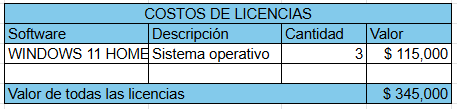 COSTOS DE LICENCIAS
Software Descripción Cantidad Valor
WINDOWS 11 HOME Sistema operativo 3 $ 115,000
Valor de todas las licencias $ 345,000